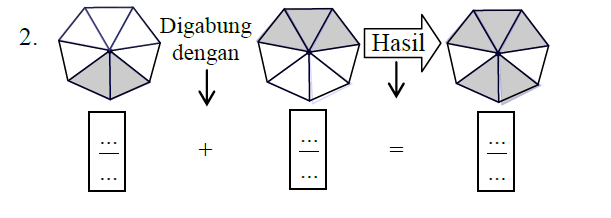 2.
Digabung
dengan
Hasil
... + ... = ...
... ... ...